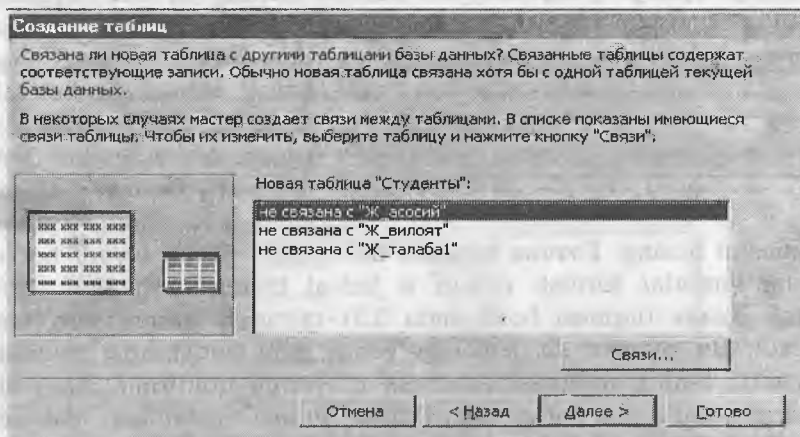 Создание таблиц
Связана ли новая таблица с другими таблицами базы данных? Связанные таблицы содержат
соответствующие записи. Обычно новая таблица связана хотя бы с одной таблицей текущей
базы данных.
В некоторых случаях мастер создает связи между таблицами. В списке показаны имеющиеся
связи таблицы. Чтобы их изменить, выберите таблицу и нажмите кнопку "Связи".
Новая таблица "Студенты":
не связана с "Ж_асосий"
не связана с "Ж_вилоят"
не связана с "Ж_талаба1"
Связи...
Отмена
< Назад
Далее >
Готово